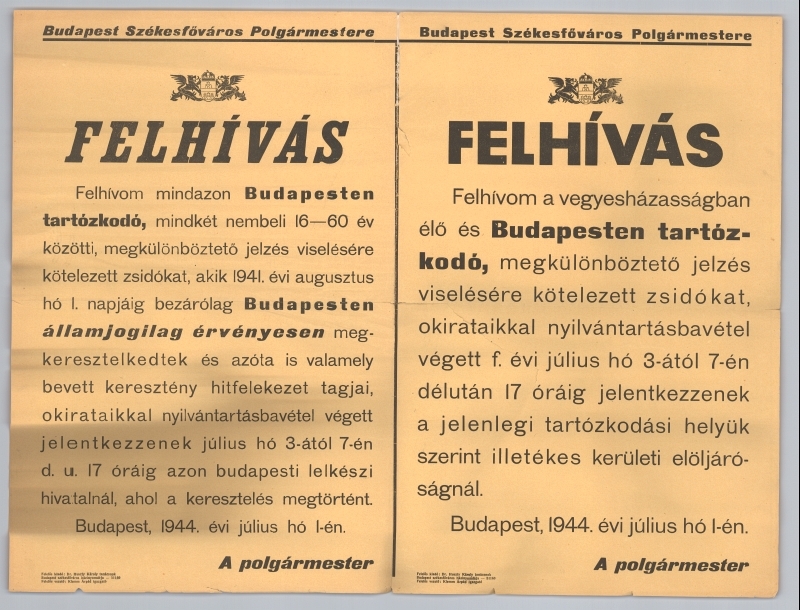 Budapest Székesfőváros Polgármestere
FELHÍVÁS
Felhívom mindazon Budapesten
tartózkodó, mindkét nembeli 16—60 év
közötti, megkülönböztető jelzés viselésére
kötelezett zsidókat, akik 1941. évi augusztus
hó 1. napjáig bezárólag Budapesten
államjogilag érvényesen meg-
keresztelkedtek és azóta is valamely
bevett keresztény hitfelekezet tagjai,
okirataikkal nyilvántartásbavétel végett
jelentkezzenek július hó 3-ától 7-én
d. u. 17 óráig azon budapesti lelkészi
hivatalnál, ahol a keresztelés megtörtént.
Budapest, 1944. évi július hó 1-én.
A polgármester
Budapest Székesfőváros Polgármestere
FELHÍVÁS
Felhívom a vegyesházasságban
élő és Budapesten tartóz-
kodó, megkülönböztető jelzés
viselésére kötelezett zsidókat,
okirataikkal nyilvántartásbavétel
végett f. évi július hó 3-ától 7-én
délután 17 óráig jelentkezzenek
a jelenlegi tartózkodási helyük
szerint illetékes kerületi elöljáró-
ságnál.
Budapest, 1944. évi július hó 1-én.
A polgármester